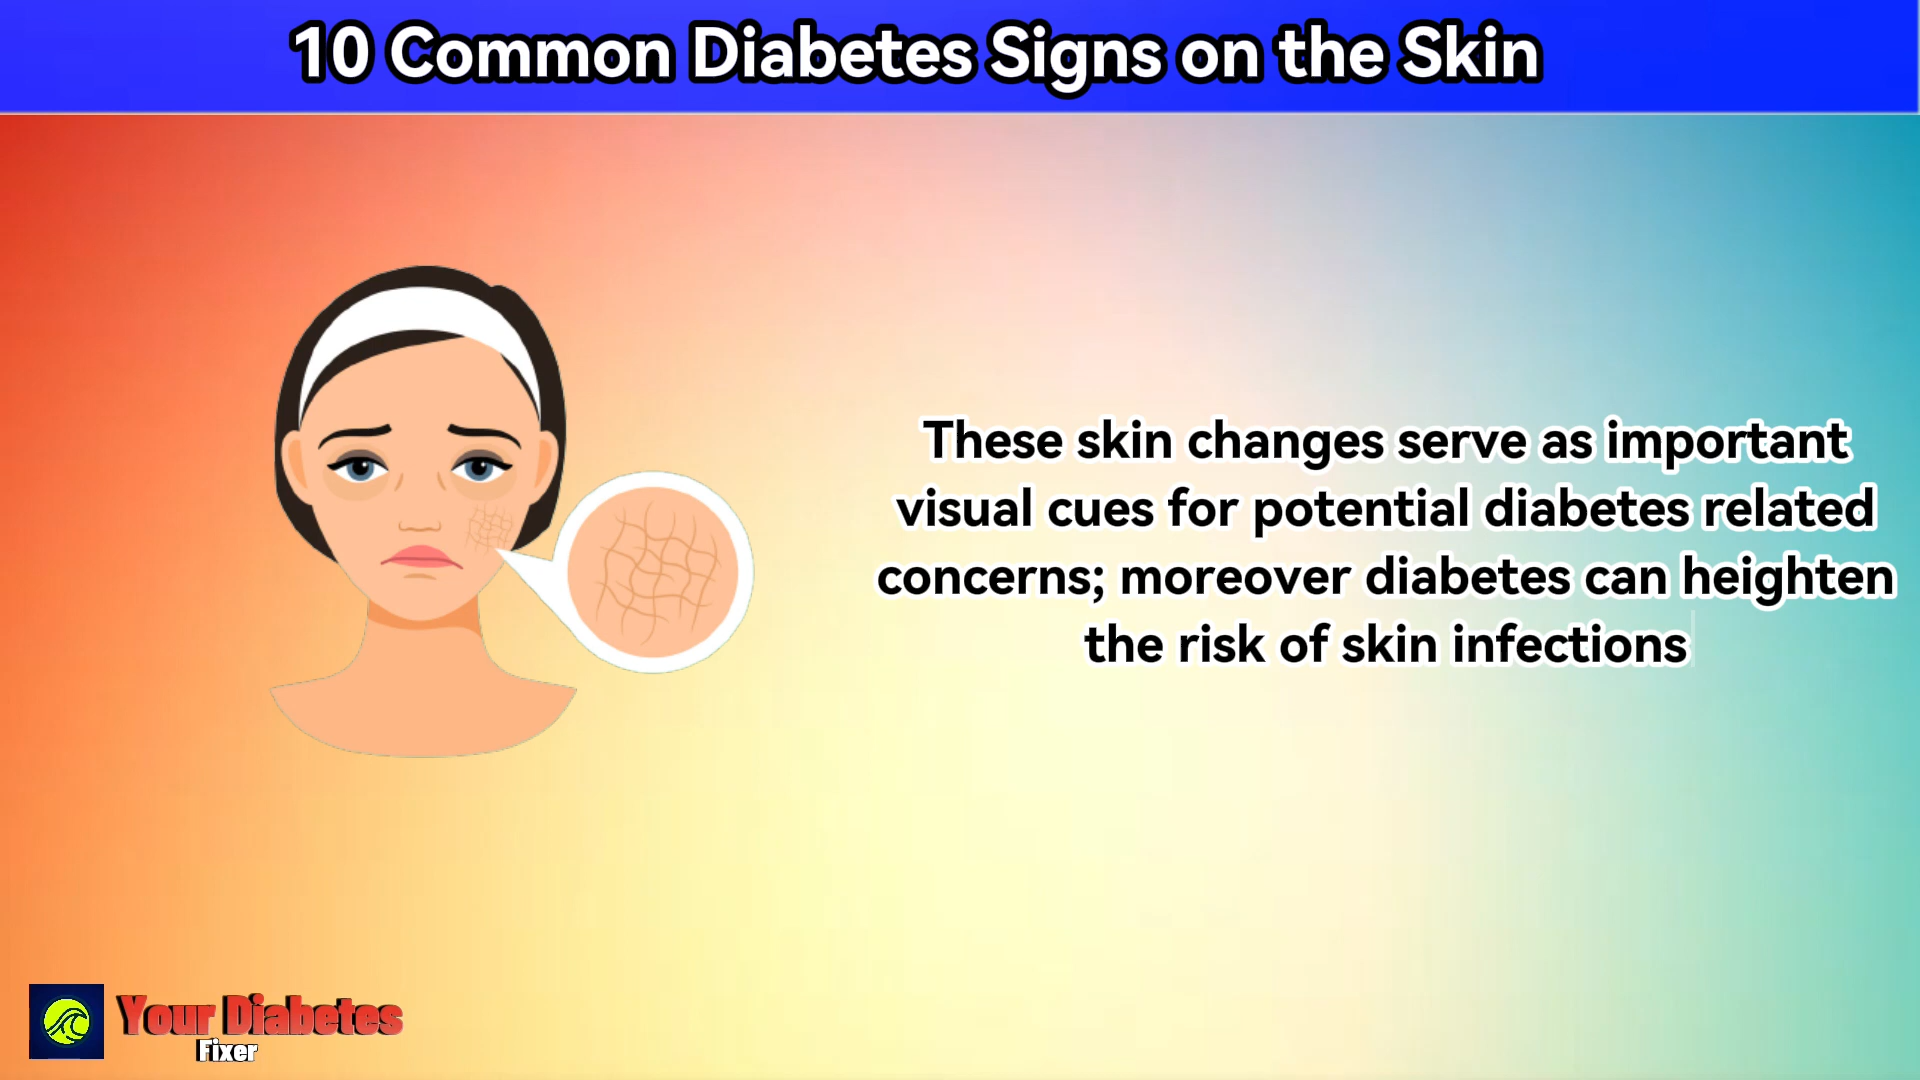 10 Common Diabetes Signs on the Skin
These skin changes serve as important
visual cues for potential diabetes related
concerns; moreover diabetes can heighten
the risk of skin infections
Your Diabetes
Fixer